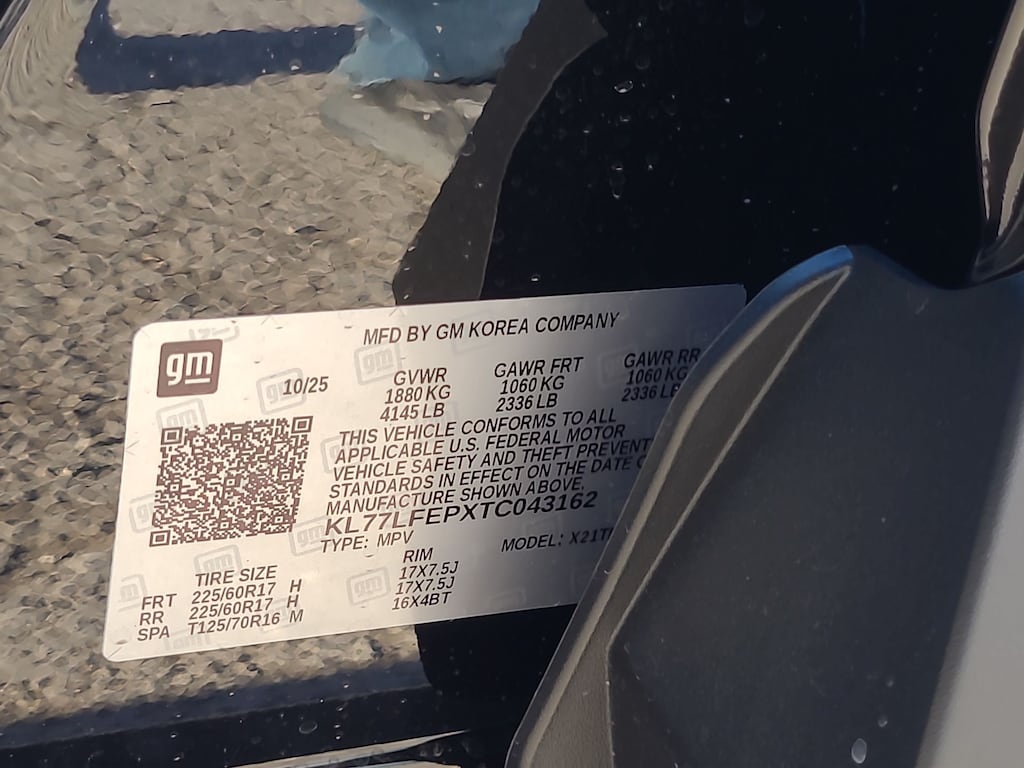 gm
MFD BY GM KOREA COMPANY
10/25
GVWR GAWR FRT GAWR RR
1880 KG 1060 KG 1060 KG
4145 LB 2336 LB 2336 LB
THIS VEHICLE CONFORMS TO ALL
APPLICABLE U.S. FEDERAL MOTOR
VEHICLE SAFETY AND THEFT PREVENT
STANDARDS IN EFFECT ON THE DATE
MANUFACTURE SHOWN ABOVE.
KL77LFEPXTC043162
TYPE: MPV MODEL:
TIRE SIZE RIM
FRT 225/60R17 H 17X7.5J
RR 225/60R17 H 17X7.5J
SPA T125/70R16 M 16X4BT